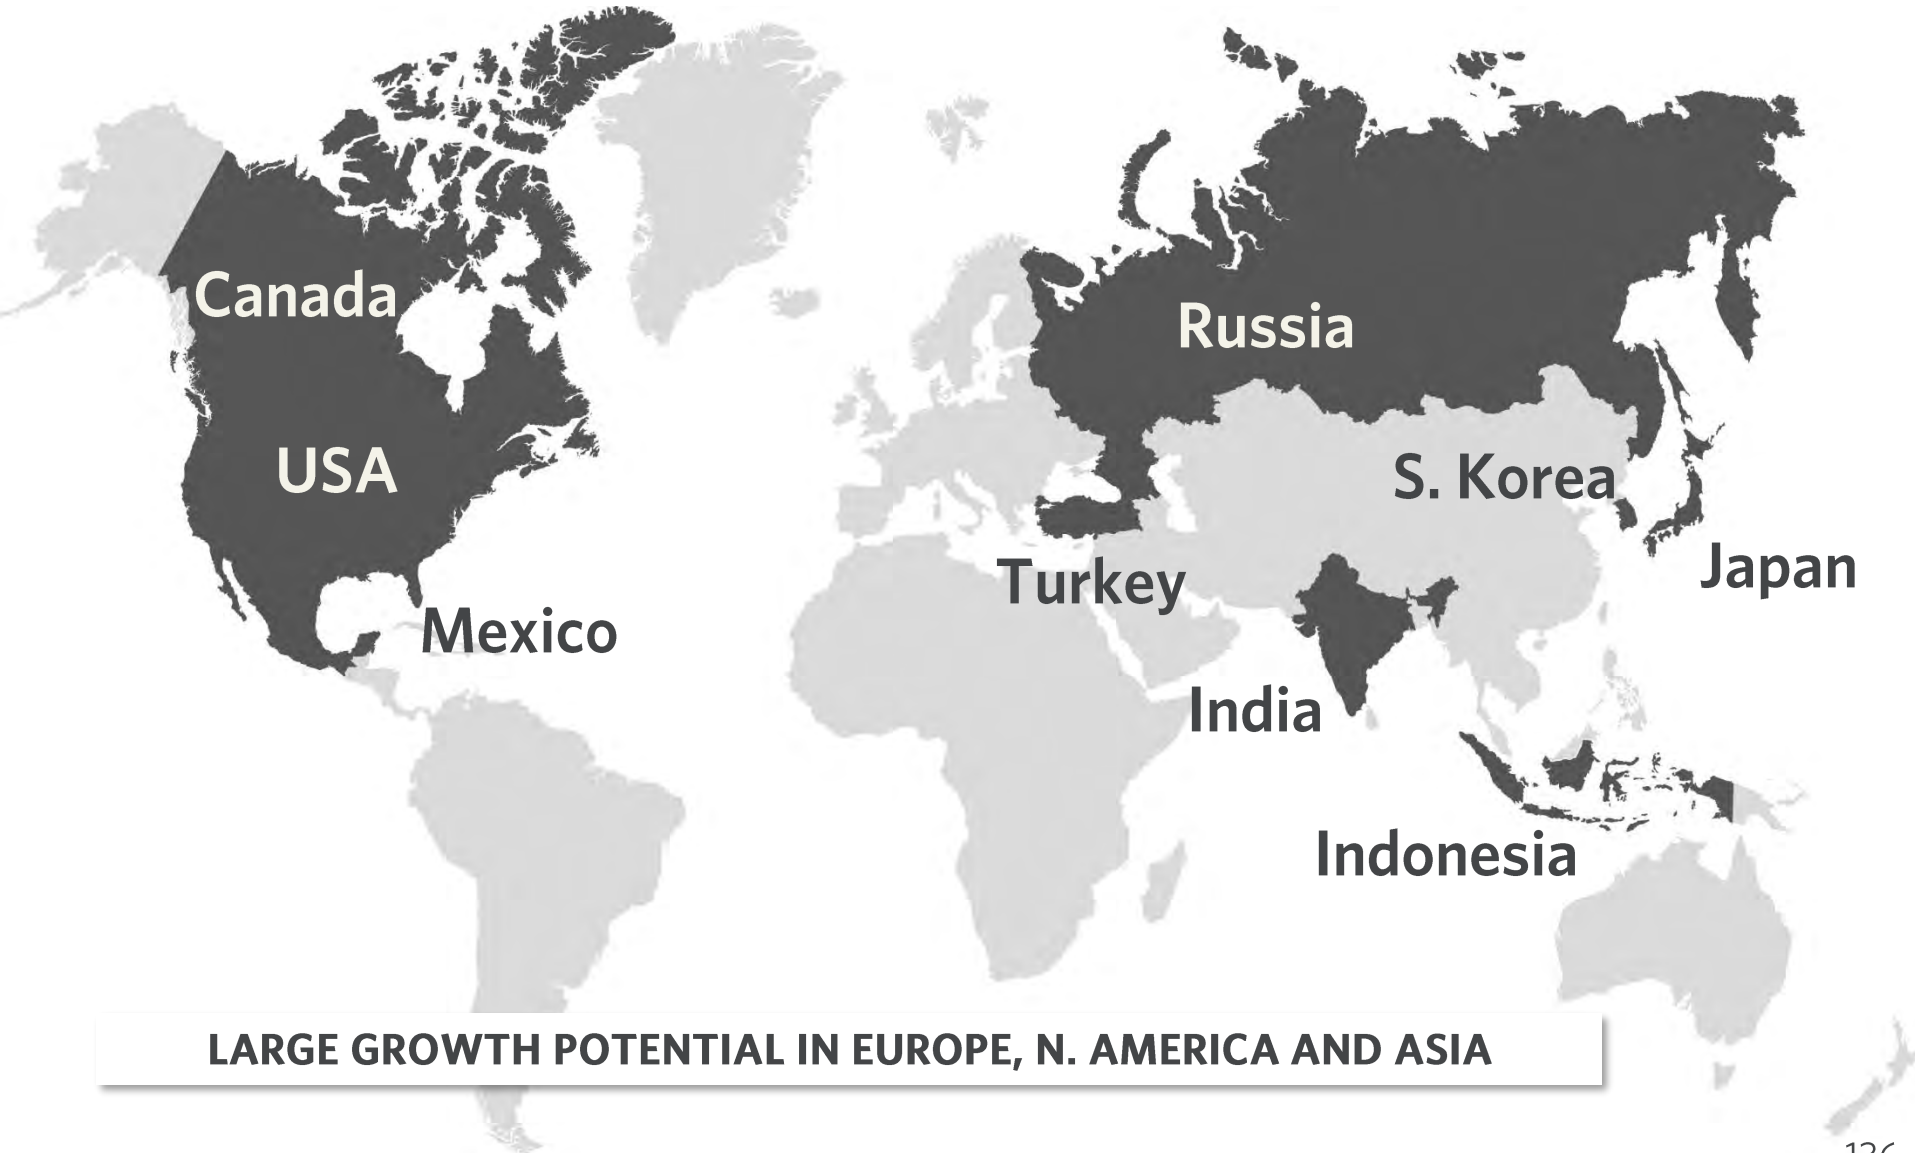 Canada
Russia
USA
S. Korea
Japan
Turkey
Mexico
India
Indonesia
LARGE GROWTH POTENTIAL IN EUROPE, N. AMERICA AND ASIA